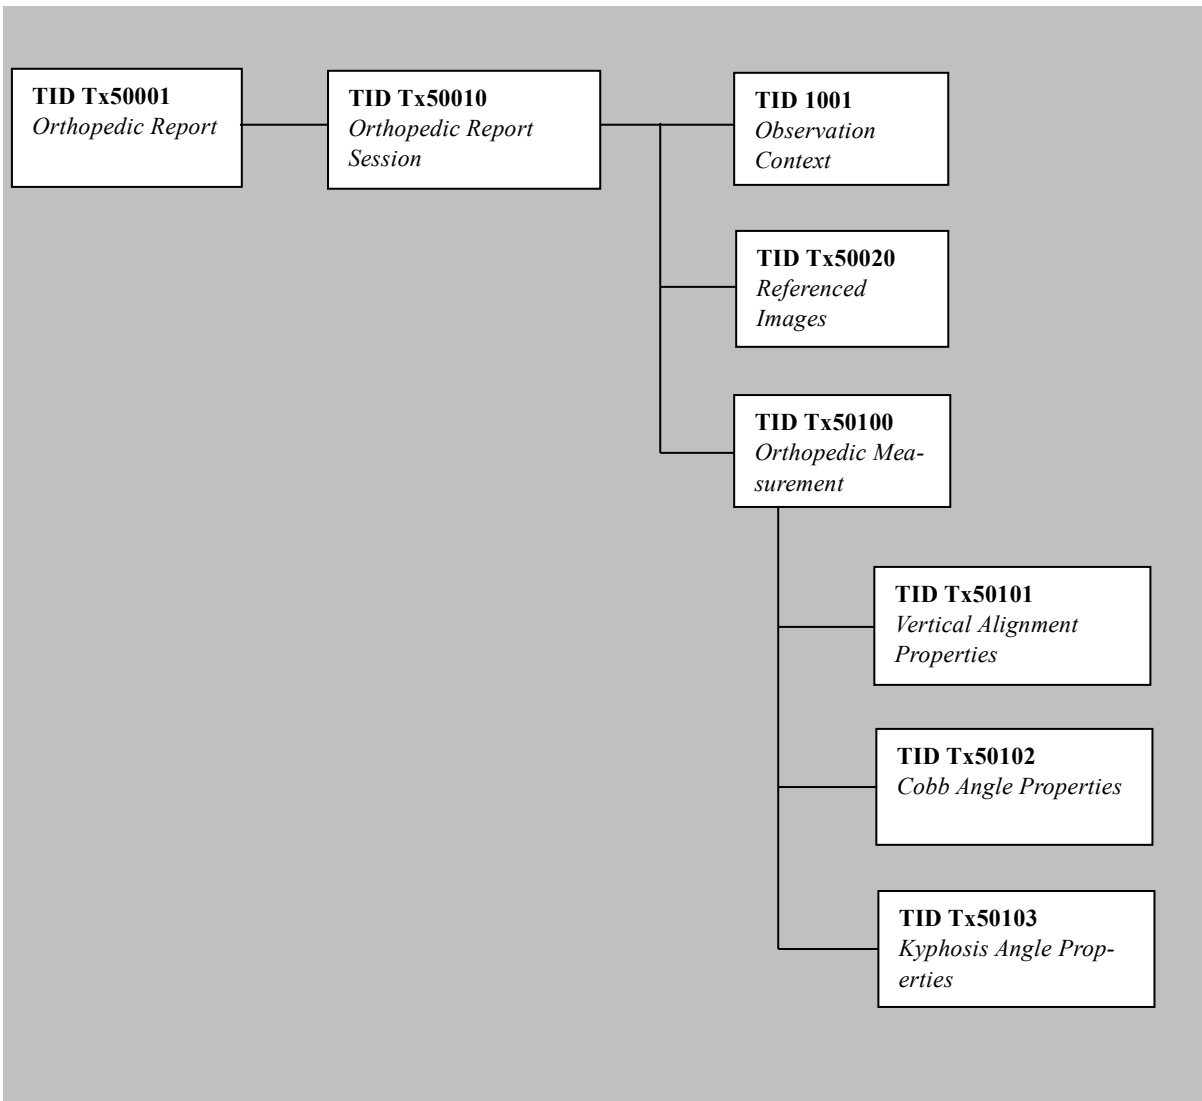 TID Tx50001
Orthopedic Report
TID Tx50010
Orthopedic Report
Session
TID 1001
Observation
Context
TID Tx50020
Referenced
Images
TID Tx50100
Orthopedic Mea-
surement
TID Tx50101
Vertical Alignment
Properties
TID Tx50102
Cobb Angle Properties
TID Tx50103
Kyphosis Angle Prop-
erties